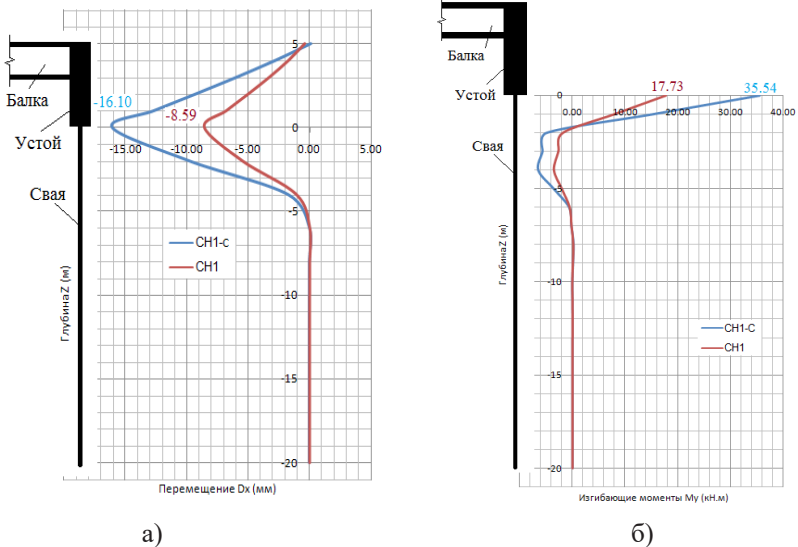 Балка
Устой
Свая
-16.10
-8.59
5
0
-5
-10
-15
-20
-15.00
-10.00
-5.00
0.00
5.00
CH1-c
CH1
Глубина Z (м)
Перемещение Dx (мм)
а)
Балка
Устой
Свая
17.73
35.54
0
-5
-10
-15
-20
0.00
10.00
20.00
30.00
40.00
CH1-C
CH1
Глубина Z (м)
Изгибающие моменты My (кН.м)
б)